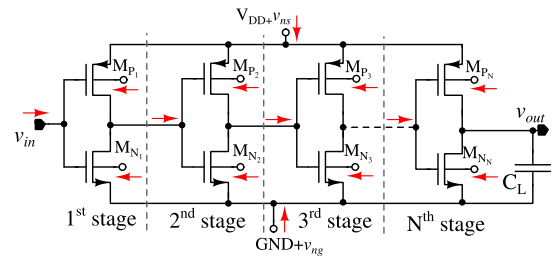 V_DD+v_ns
M_P1
M_P2
M_P3
M_PN
v_in
v_out
M_N1
M_N2
M_N3
M_NN
C_L
1st stage
2nd stage
3rd stage
Nth stage
GND+v_ng